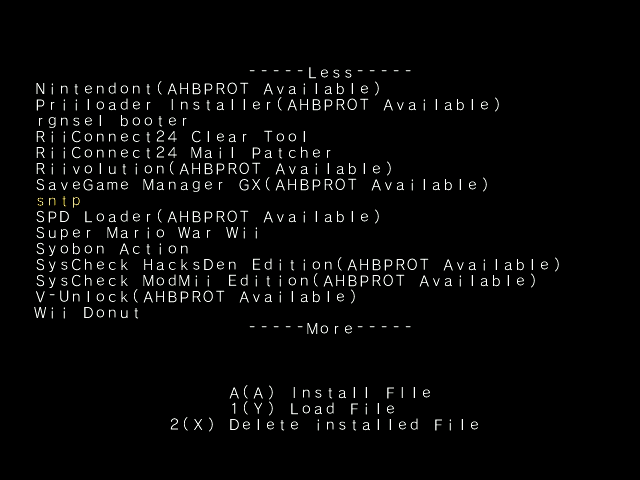 -----Less-----
Nintendont(AHBPROT Available)
Priiloader Installer(AHBPROT Available)
rgnsel booter
RiiConnect24 Clear Tool
RiiConnect24 Mail Patcher
Riivolution(AHBPROT Available)
SaveGame Manager GX(AHBPROT Available)
sntp
SPD Loader(AHBPROT Available)
Super Mario War Wii
Syobon Action
SysCheck HacksDen Edition(AHBPROT Available)
SysCheck ModMii Edition(AHBPROT Available)
V-Unlock(AHBPROT Available)
Wii Donut
-----More-----
A(A) Install FIle
1(Y) Load File
2(X) Delete installed File